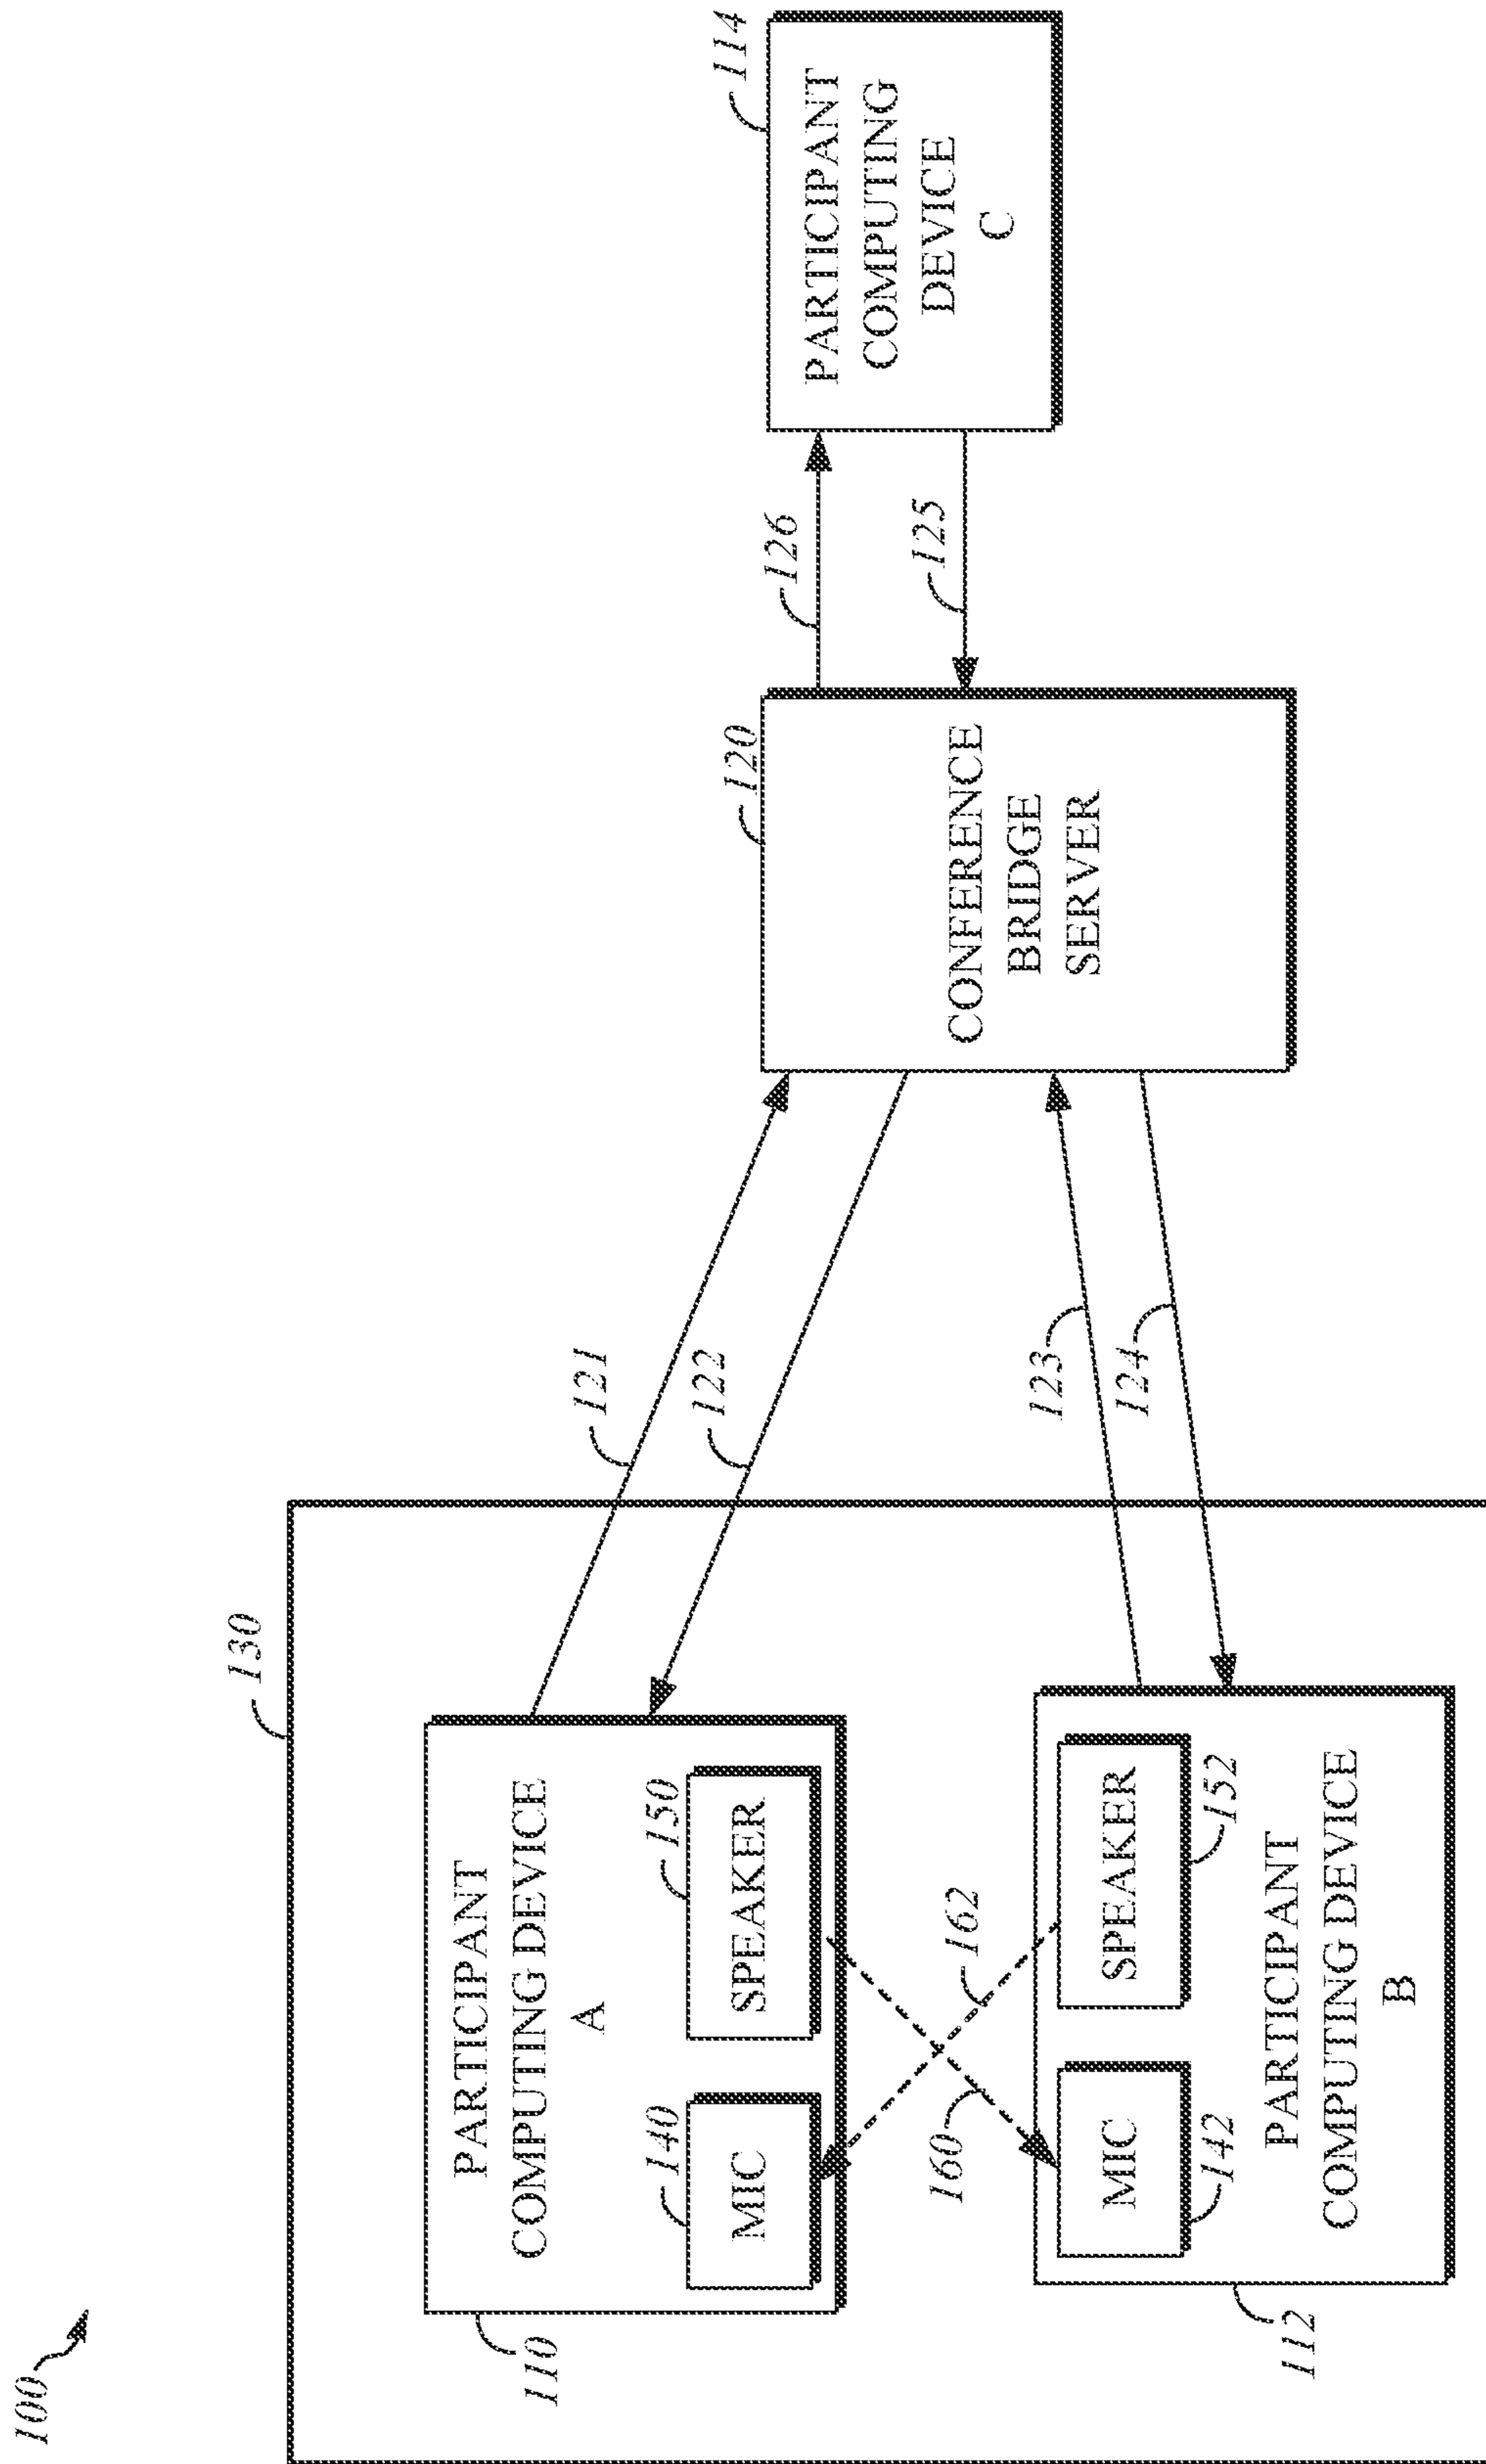 100
130
110
PARTICIPANT
COMPUTING DEVICE
A
140
MIC
150
SPEAKER
160
162
MIC
142
SPEAKER
152
PARTICIPANT
COMPUTING DEVICE
B
112
121
122
123
124
120
CONFERENCE
BRIDGE
SERVER
126
125
114
PARTICIPANT
COMPUTING
DEVICE
C